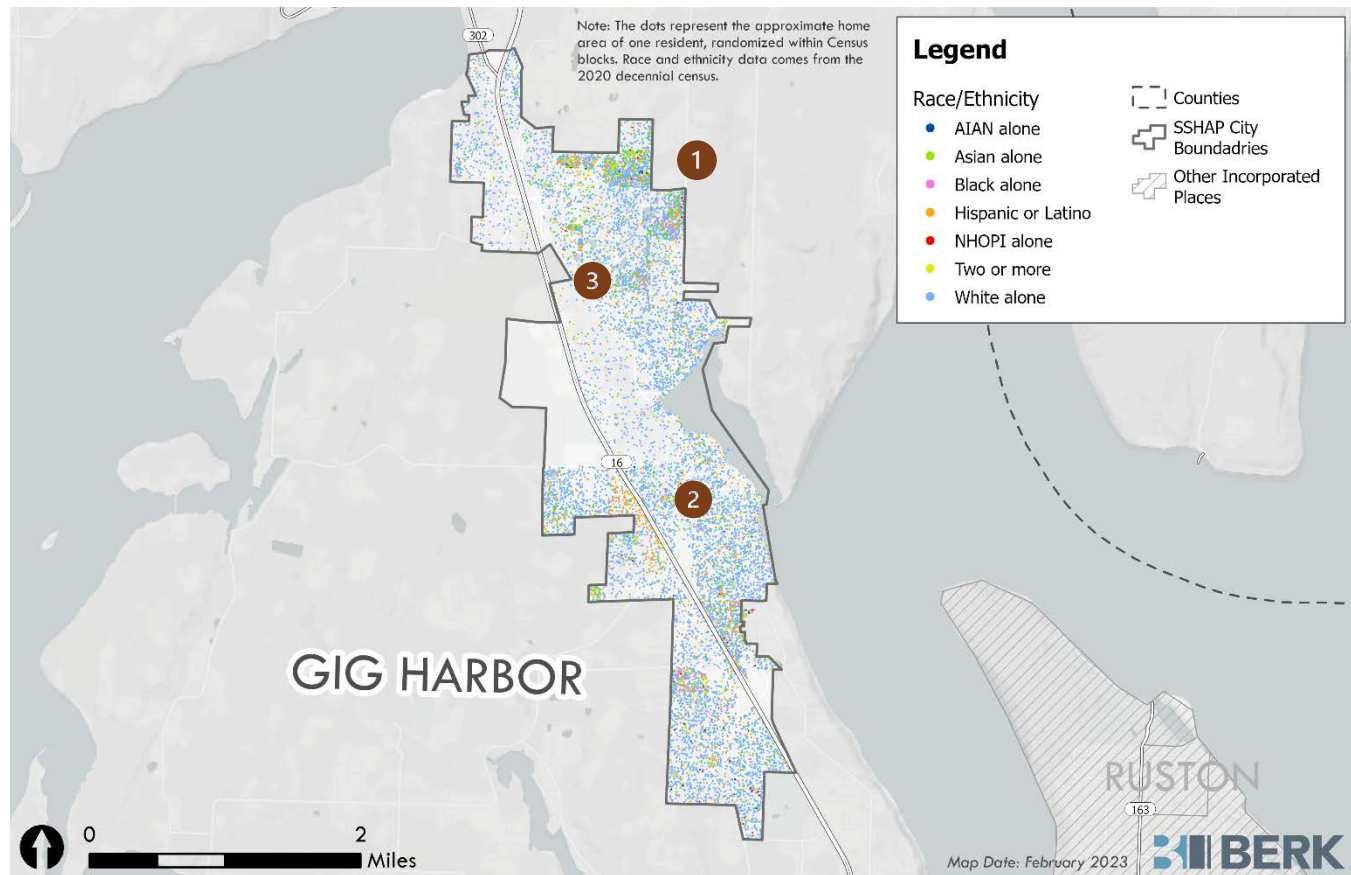 302
Note: The dots represent the approximate home
area of one resident, randomized within Census
blocks. Race and ethnicity data comes from the
2020 decennial census.
Legend
Race/Ethnicity
AIAN alone
Asian alone
Black alone
Hispanic or Latino
NHOPI alone
Two or more
White alone
Counties
SSHAP City
Boundadries
Other Incorporated
Places
1
3
16
2
GIG HARBOR
RUSTON
163
0 2
Miles
Map Date: February 2023
BERK